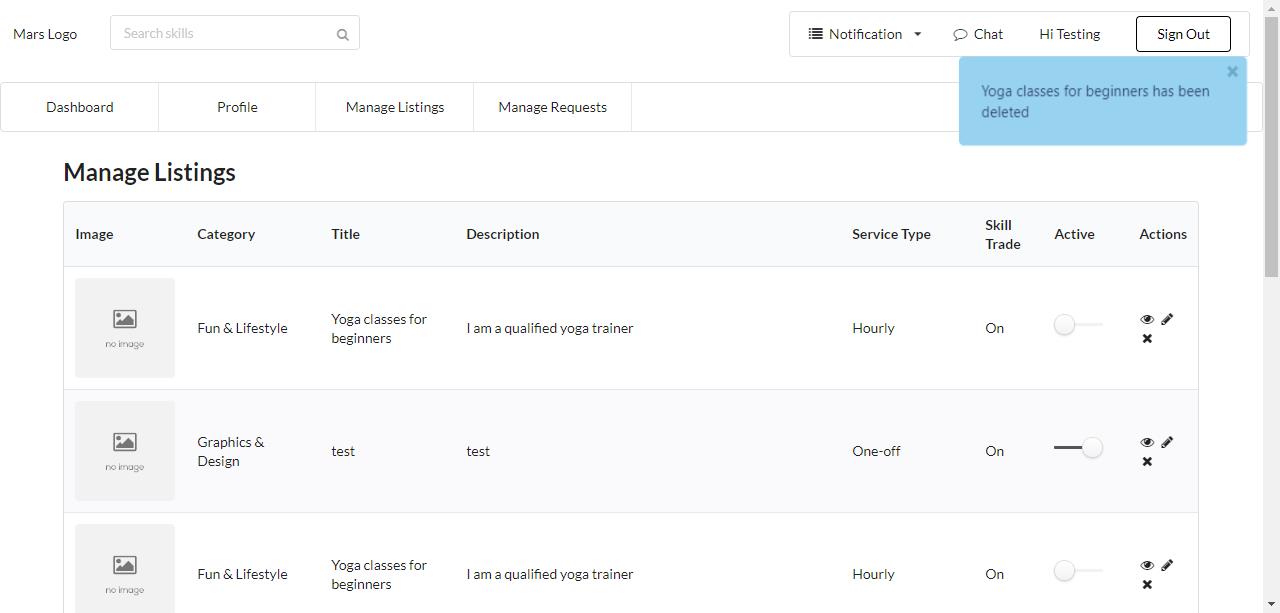 Mars Logo
Search skills
Notification
Chat
Hi Testing
Sign Out
Yoga classes for beginners has been
deleted
Dashboard
Profile
Manage Listings
Manage Requests
Manage Listings
Image
Category
Title
Description
Service Type
Skill
Trade
Active
Actions
no image
Fun & Lifestyle
Yoga classes for
beginners
I am a qualified yoga trainer
Hourly
On
no image
Graphics &
Design
test
test
One-off
On
no image
Fun & Lifestyle
Yoga classes for
beginners
I am a qualified yoga trainer
Hourly
On